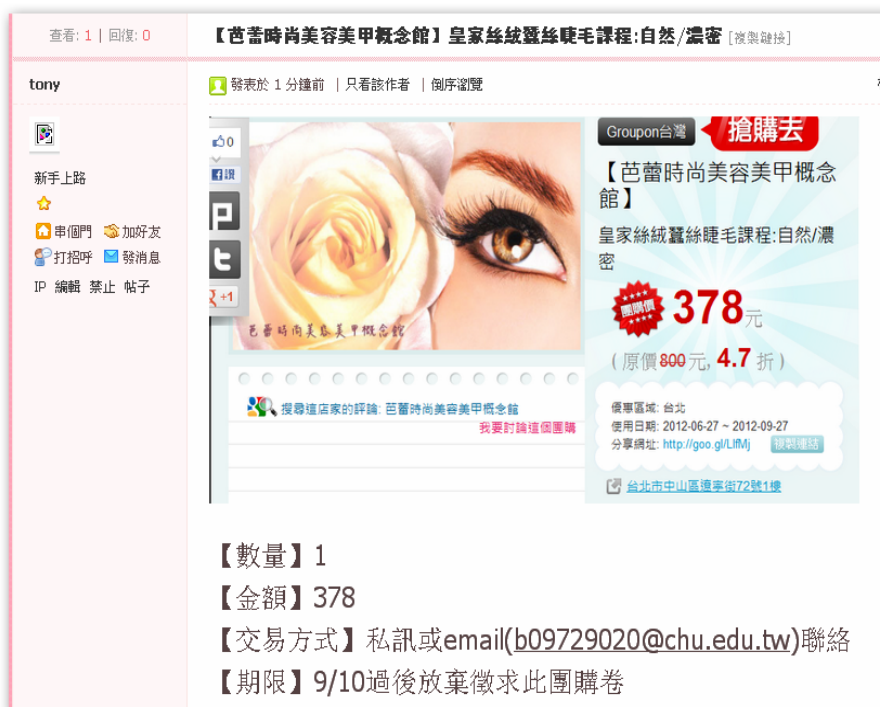 查看: 1 | 回復: 0
【芭蕾時尚美容美甲概念館】皇家絲絨蠶絲睫毛課程:自然/濃密 [複製鏈接]
tony
發表於 1 分鐘前 | 只看該作者 | 倒序瀏覽
新手上路
串個門 加好友
打招呼 發消息
IP 編輯 禁止 帖子
0
讚
P
t
g +1
芭蕾時尚美容美甲概念館
搜尋這店家的評論: 芭蕾時尚美容美甲概念館
我要討論這個團購
Groupon台灣 搶購去
【芭蕾時尚美容美甲概念
館】
皇家絲絨蠶絲睫毛課程:自然/濃
密
團購價 378元
( 原價800元, 4.7 折 )
優惠區域: 台北
使用日期: 2012-06-27 ~ 2012-09-27
分享網址: http://goo.gl/LlfMj 複製連結
台北市中山區遼寧街72號1樓
【數量】1
【金額】378
【交易方式】私訊或email(b09729020@chu.edu.tw)聯絡
【期限】9/10過後放棄徵求此團購卷